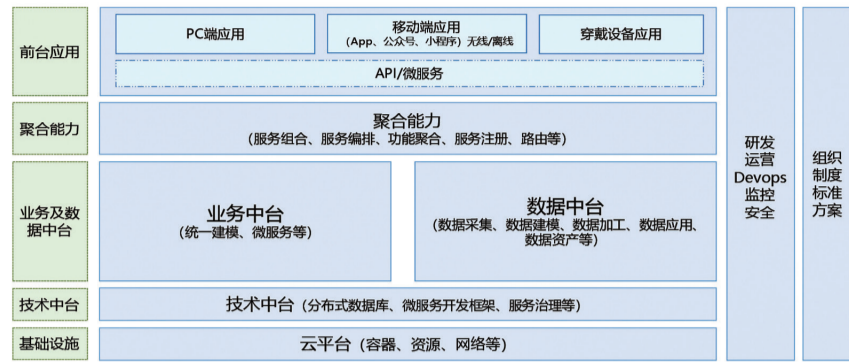 前台应用
PC端应用
移动端应用
（App、公众号、小程序）无线/离线
穿戴设备应用
API/微服务
聚合能力
聚合能力
（服务组合、服务编排、功能聚合、服务注册、路由等）
业务及数
据中台
业务中台
（统一建模、微服务等）
数据中台
（数据采集、数据建模、数据加工、数据应用、
数据资产等）
技术中台
技术中台（分布式数据库、微服务开发框架、服务治理等）
基础设施
云平台（容器、资源、网络等）
研发
运营
Devops
监控
安全
组织
制度
标准
方案